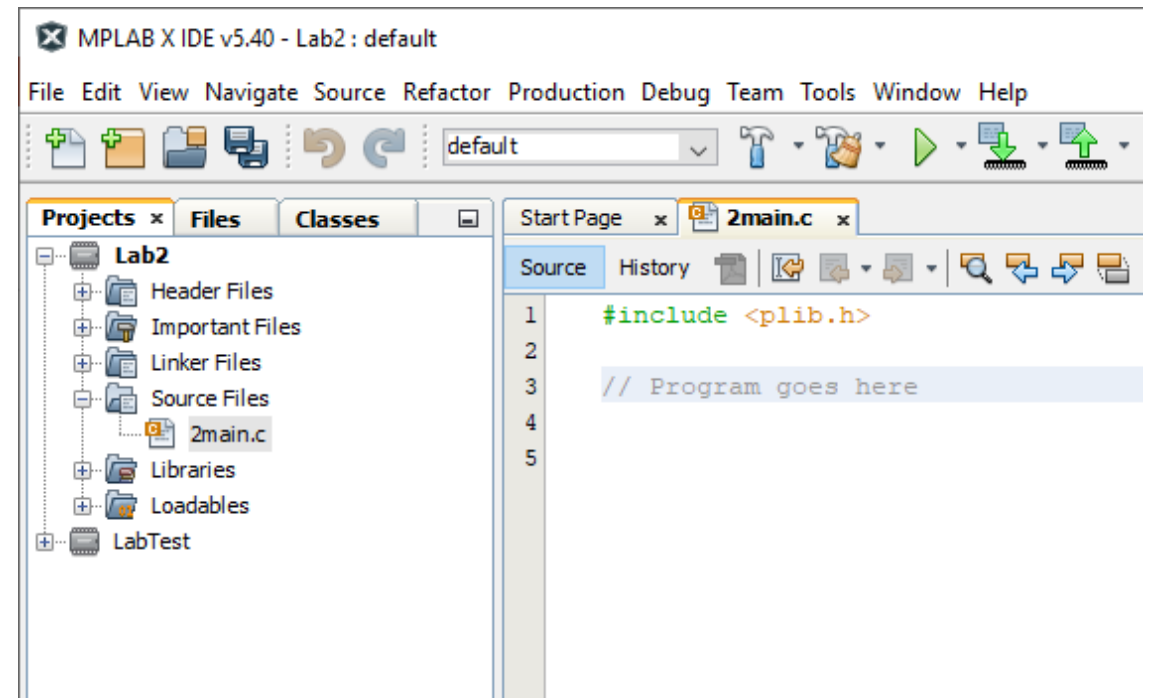 MPLAB X IDE v5.40 - Lab2 : default
File Edit View Navigate Source Refactor Production Debug Team Tools Window Help
default
Projects Files Classes
Start Page 2main.c
Source History
Lab2
Header Files
Important Files
Linker Files
Source Files
2main.c
Libraries
Loadables
LabTest
1 #include <plib.h>
2
3 // Program goes here
4
5